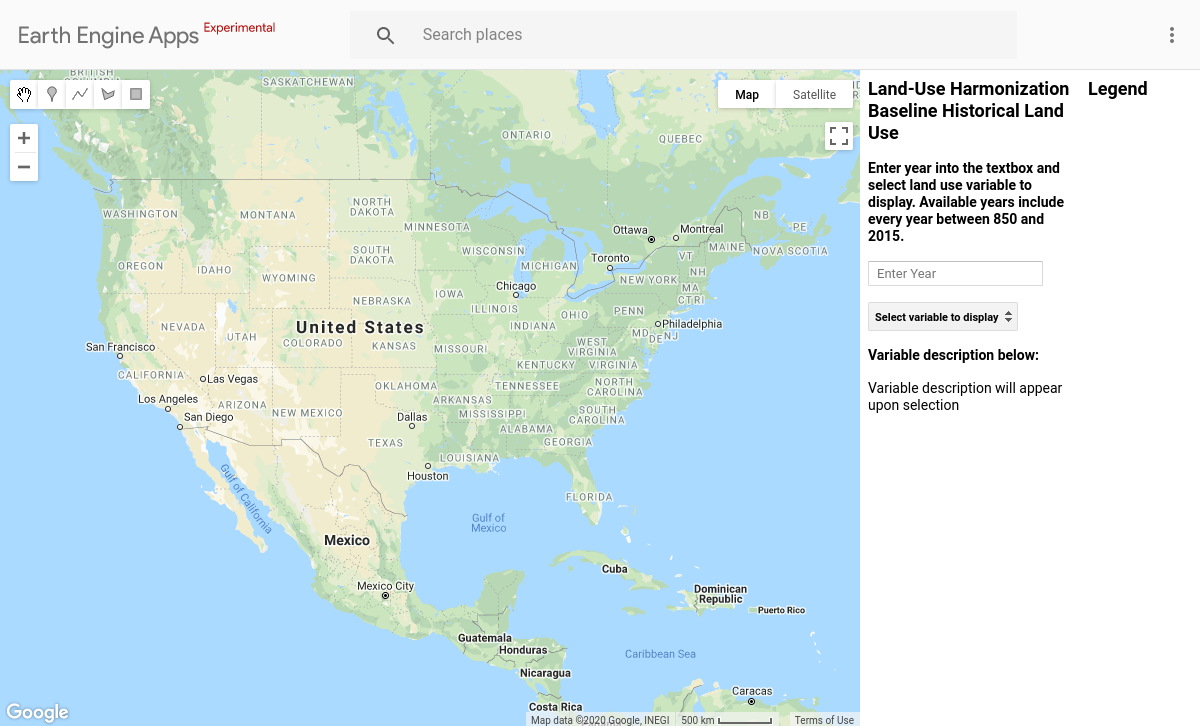 Earth Engine Apps Experimental
Search places
BRITISH
SASKATCHEWAN
Map
Satellite
ONTARIO
QUEBEC
WASHINGTON
MONTANA
NORTH
DAKOTA
MINNESOTA
Ottawa
Montreal
NB
PE
MAINE
NOVA SCOTIA
OREGON
IDAHO
WYOMING
SOUTH
DAKOTA
WISCONSIN
MICHIGAN
Toronto
VT
NH
NEW YORK
MA
CT
RI
Chicago
IOWA
NEBRASKA
ILLINOIS
INDIANA
OHIO
PENN
Philadelphia
MD
DE
NJ
NEVADA
UTAH
United States
COLORADO
KANSAS
MISSOURI
WEST
VIRGINIA
KENTUCKY
VIRGINIA
San Francisco
CALIFORNIA
Las Vegas
OKLAHOMA
TENNESSEE
NORTH
CAROLINA
ARKANSAS
Los Angeles
ARIZONA
NEW MEXICO
San Diego
Dallas
MISSISSIPPI
SOUTH
CAROLINA
ALABAMA
GEORGIA
TEXAS
LOUISIANA
Houston
FLORIDA
Gulf of California
Gulf of
Mexico
Mexico
Mexico City
Cuba
Dominican
Republic
Puerto Rico
Guatemala
Honduras
Nicaragua
Caribbean Sea
Caracas
Costa Rica
Google
Map data ©2020 Google, INEGI
500 km
Terms of Use
Land-Use Harmonization
Baseline Historical Land
Use
Enter year into the textbox and
select land use variable to
display. Available years include
every year between 850 and
2015.
Enter Year
Select variable to display
Variable description below:
Variable description will appear
upon selection
Legend